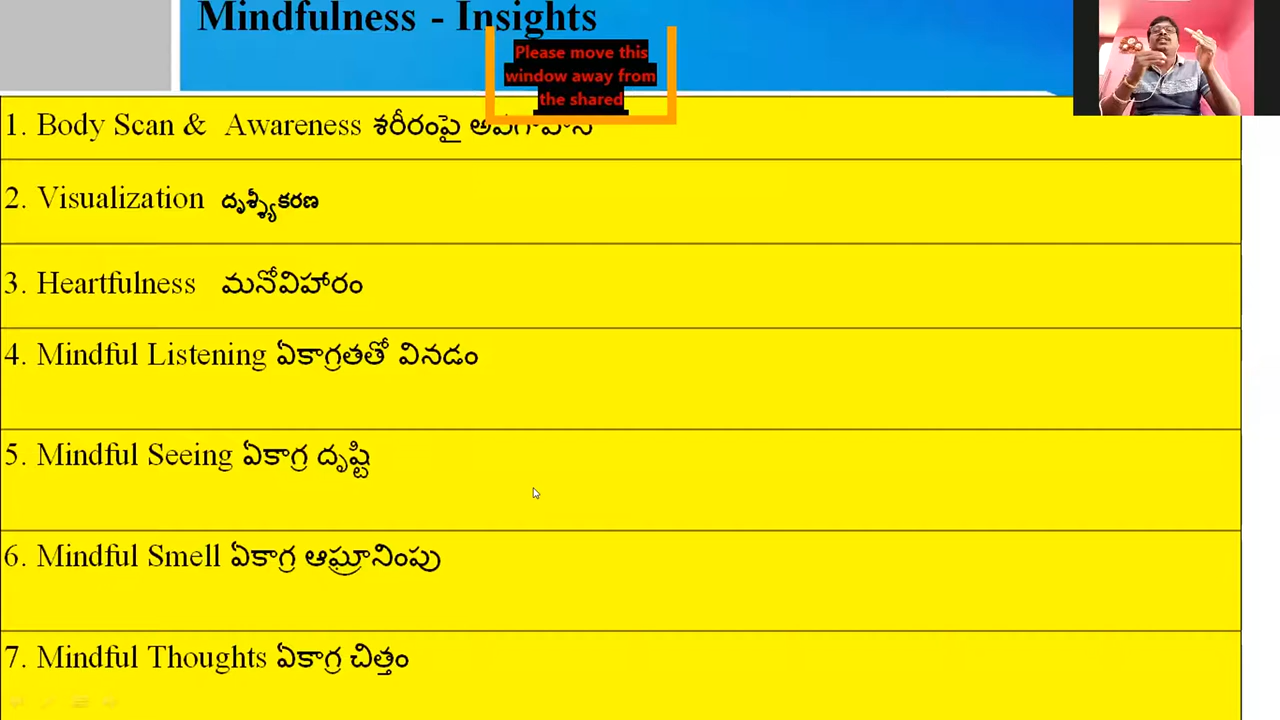 Mindfulness - Insights
Please move this
window away from
the shared
1. Body Scan & Awareness శరీరంపై
2. Visualization దృశ్శ్యీకరణ
3. Heartfulness మనోవిహారం
4. Mindful Listening ఏకాగ్రతతో వినడం
5. Mindful Seeing ఏకాగ్ర దృష్టి
6. Mindful Smell ఏకాగ్ర ఆఘ్రానింపు
7. Mindful Thoughts ఏకాగ్ర చిత్తం